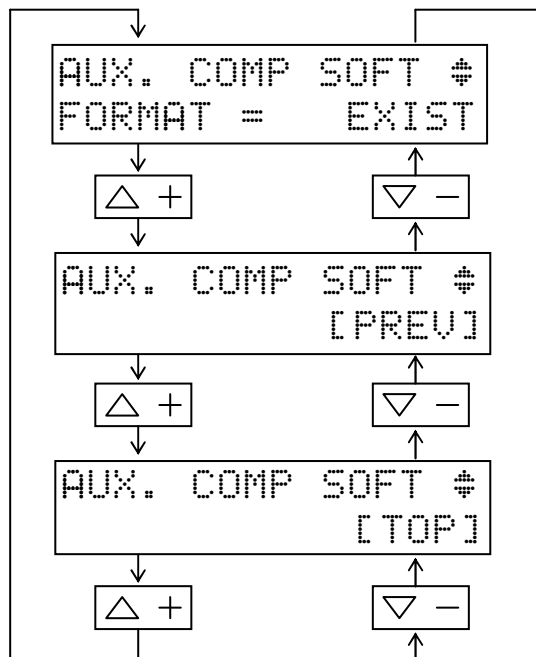 AUX. COMP SOFT
FORMAT = EXIST
△ + ▽ −
AUX. COMP SOFT
[PREV]
△ + ▽ −
AUX. COMP SOFT
[TOP]
△ + ▽ −